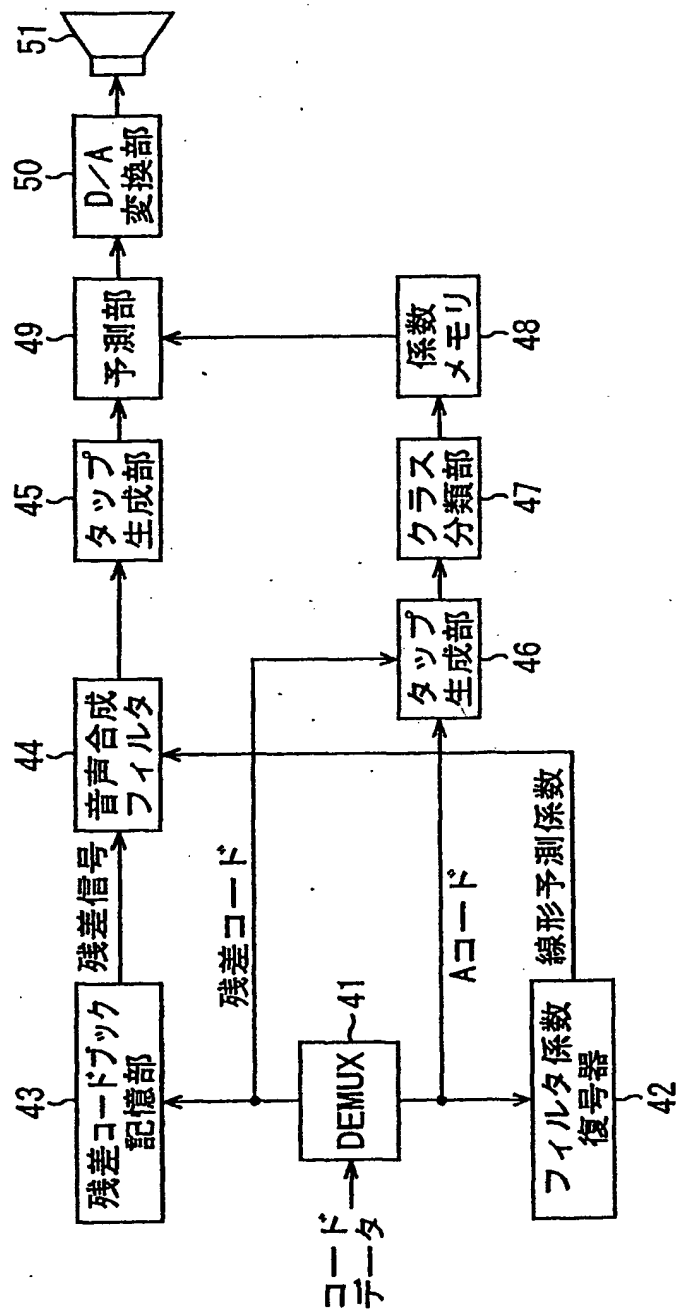 43
残差コードブック
記憶部
残差信号
44
音声合成
フィルタ
45
タップ
生成部
49
予測部
50
D/A
変換部
51
残差コード
コード
データ
DEMUX
41
Aコード
46
タップ
生成部
47
クラス
分類部
48
係数
メモリ
線形予測係数
フィルタ係数
復号器
42